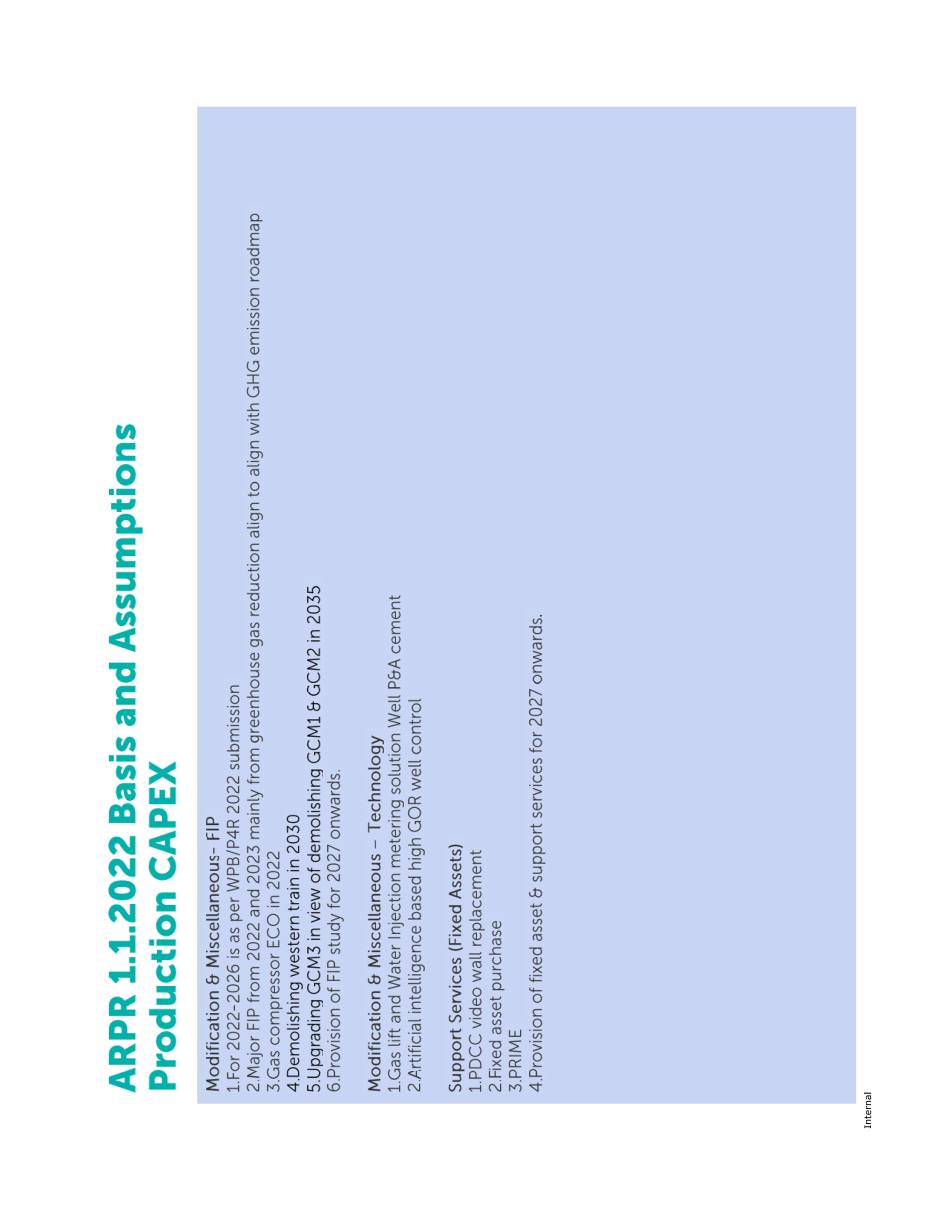 ARPR 1.1.2022 Basis and Assumptions
Production CAPEX
Modification & Miscellaneous- FIP
1.For 2022-2026 is as per WPB/P4R 2022 submission
2.Major FIP from 2022 and 2023 mainly from greenhouse gas reduction align to align with GHG emission roadmap
3.Gas compressor ECO in 2022
4.Demolishing western train in 2030
5.Upgrading GCM3 in view of demolishing GCM1 & GCM2 in 2035
6.Provision of FIP study for 2027 onwards.
Modification & Miscellaneous – Technology
1.Gas lift and Water Injection metering solution Well P&A cement
2.Artificial intelligence based high GOR well control
Support Services (Fixed Assets)
1.PDCC video wall replacement
2.Fixed asset purchase
3.PRIME
4.Provision of fixed asset & support services for 2027 onwards.
Internal